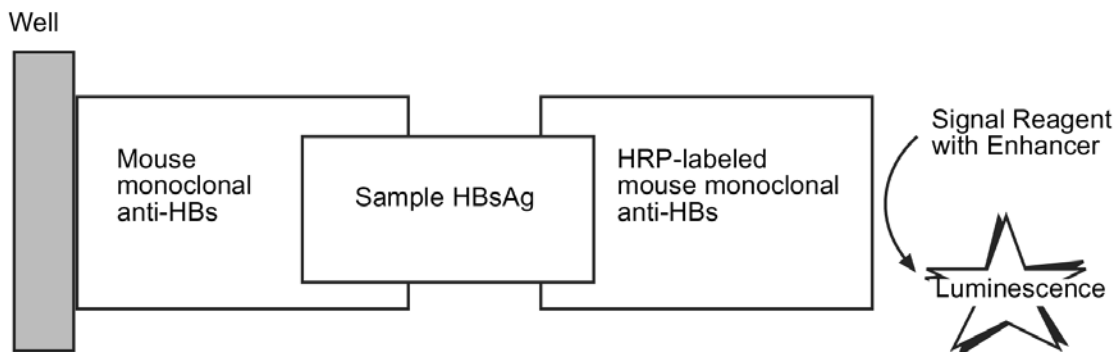 Well
Mouse
monoclonal
anti-HBs
Sample HBsAg
HRP-labeled
mouse monoclonal
anti-HBs
Signal Reagent
with Enhancer
Luminescence